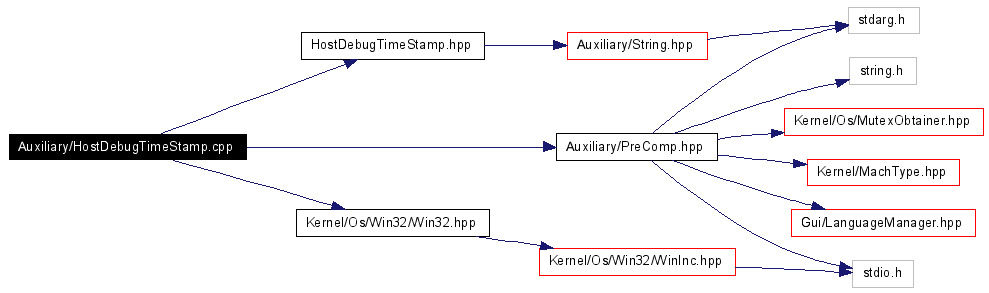 stdarg.h
HostDebugTimeStamp.hpp
Auxiliary/String.hpp
string.h
Kernel/Os/MutexObtainer.hpp
Auxiliary/HostDebugTimeStamp.cpp
Auxiliary/PreComp.hpp
Kernel/MachType.hpp
Kernel/Os/Win32/Win32.hpp
Gui/LanguageManager.hpp
Kernel/Os/Win32/WinInc.hpp
stdio.h